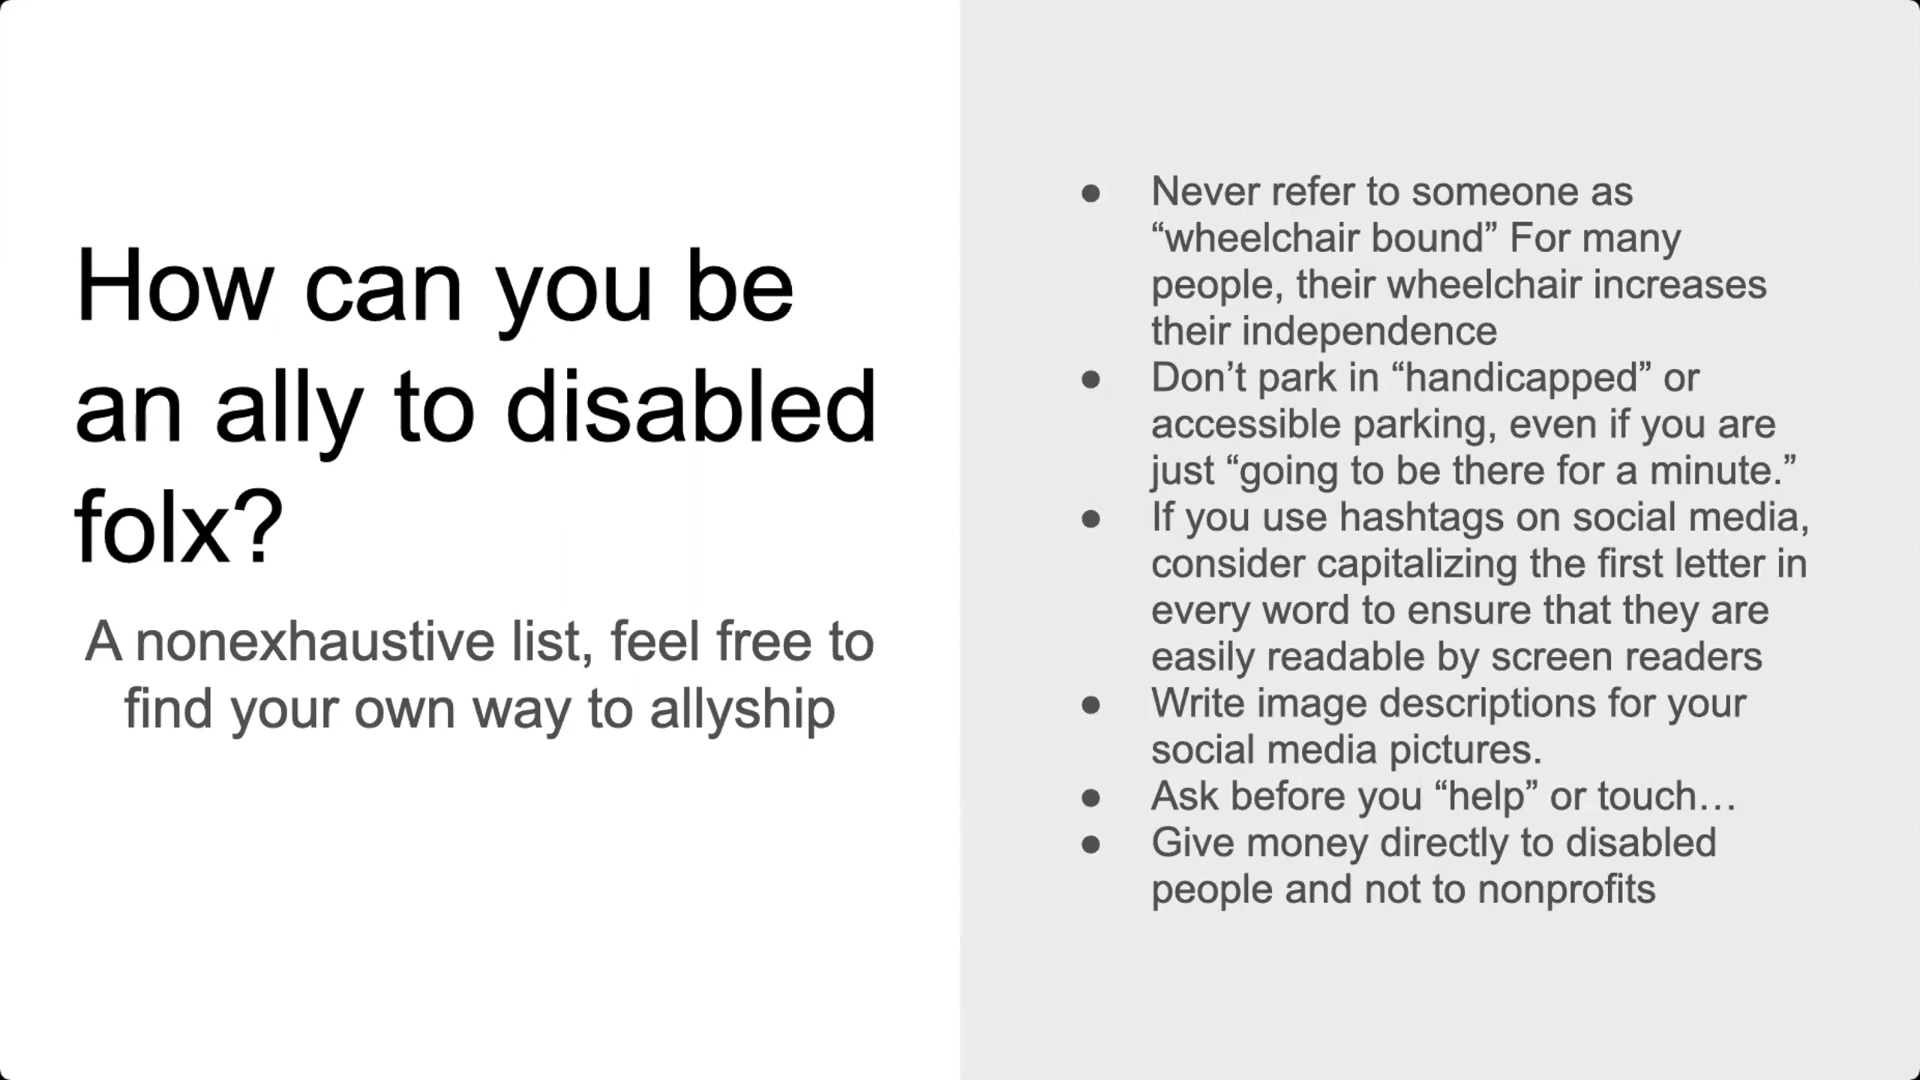 How can you be
an ally to disabled
folx?
A nonexhaustive list, feel free to
find your own way to allyship
● Never refer to someone as
“wheelchair bound” For many
people, their wheelchair increases
their independence
● Don’t park in “handicapped” or
accessible parking, even if you are
just “going to be there for a minute.”
● If you use hashtags on social media,
consider capitalizing the first letter in
every word to ensure that they are
easily readable by screen readers
● Write image descriptions for your
social media pictures.
● Ask before you “help” or touch…
● Give money directly to disabled
people and not to nonprofits